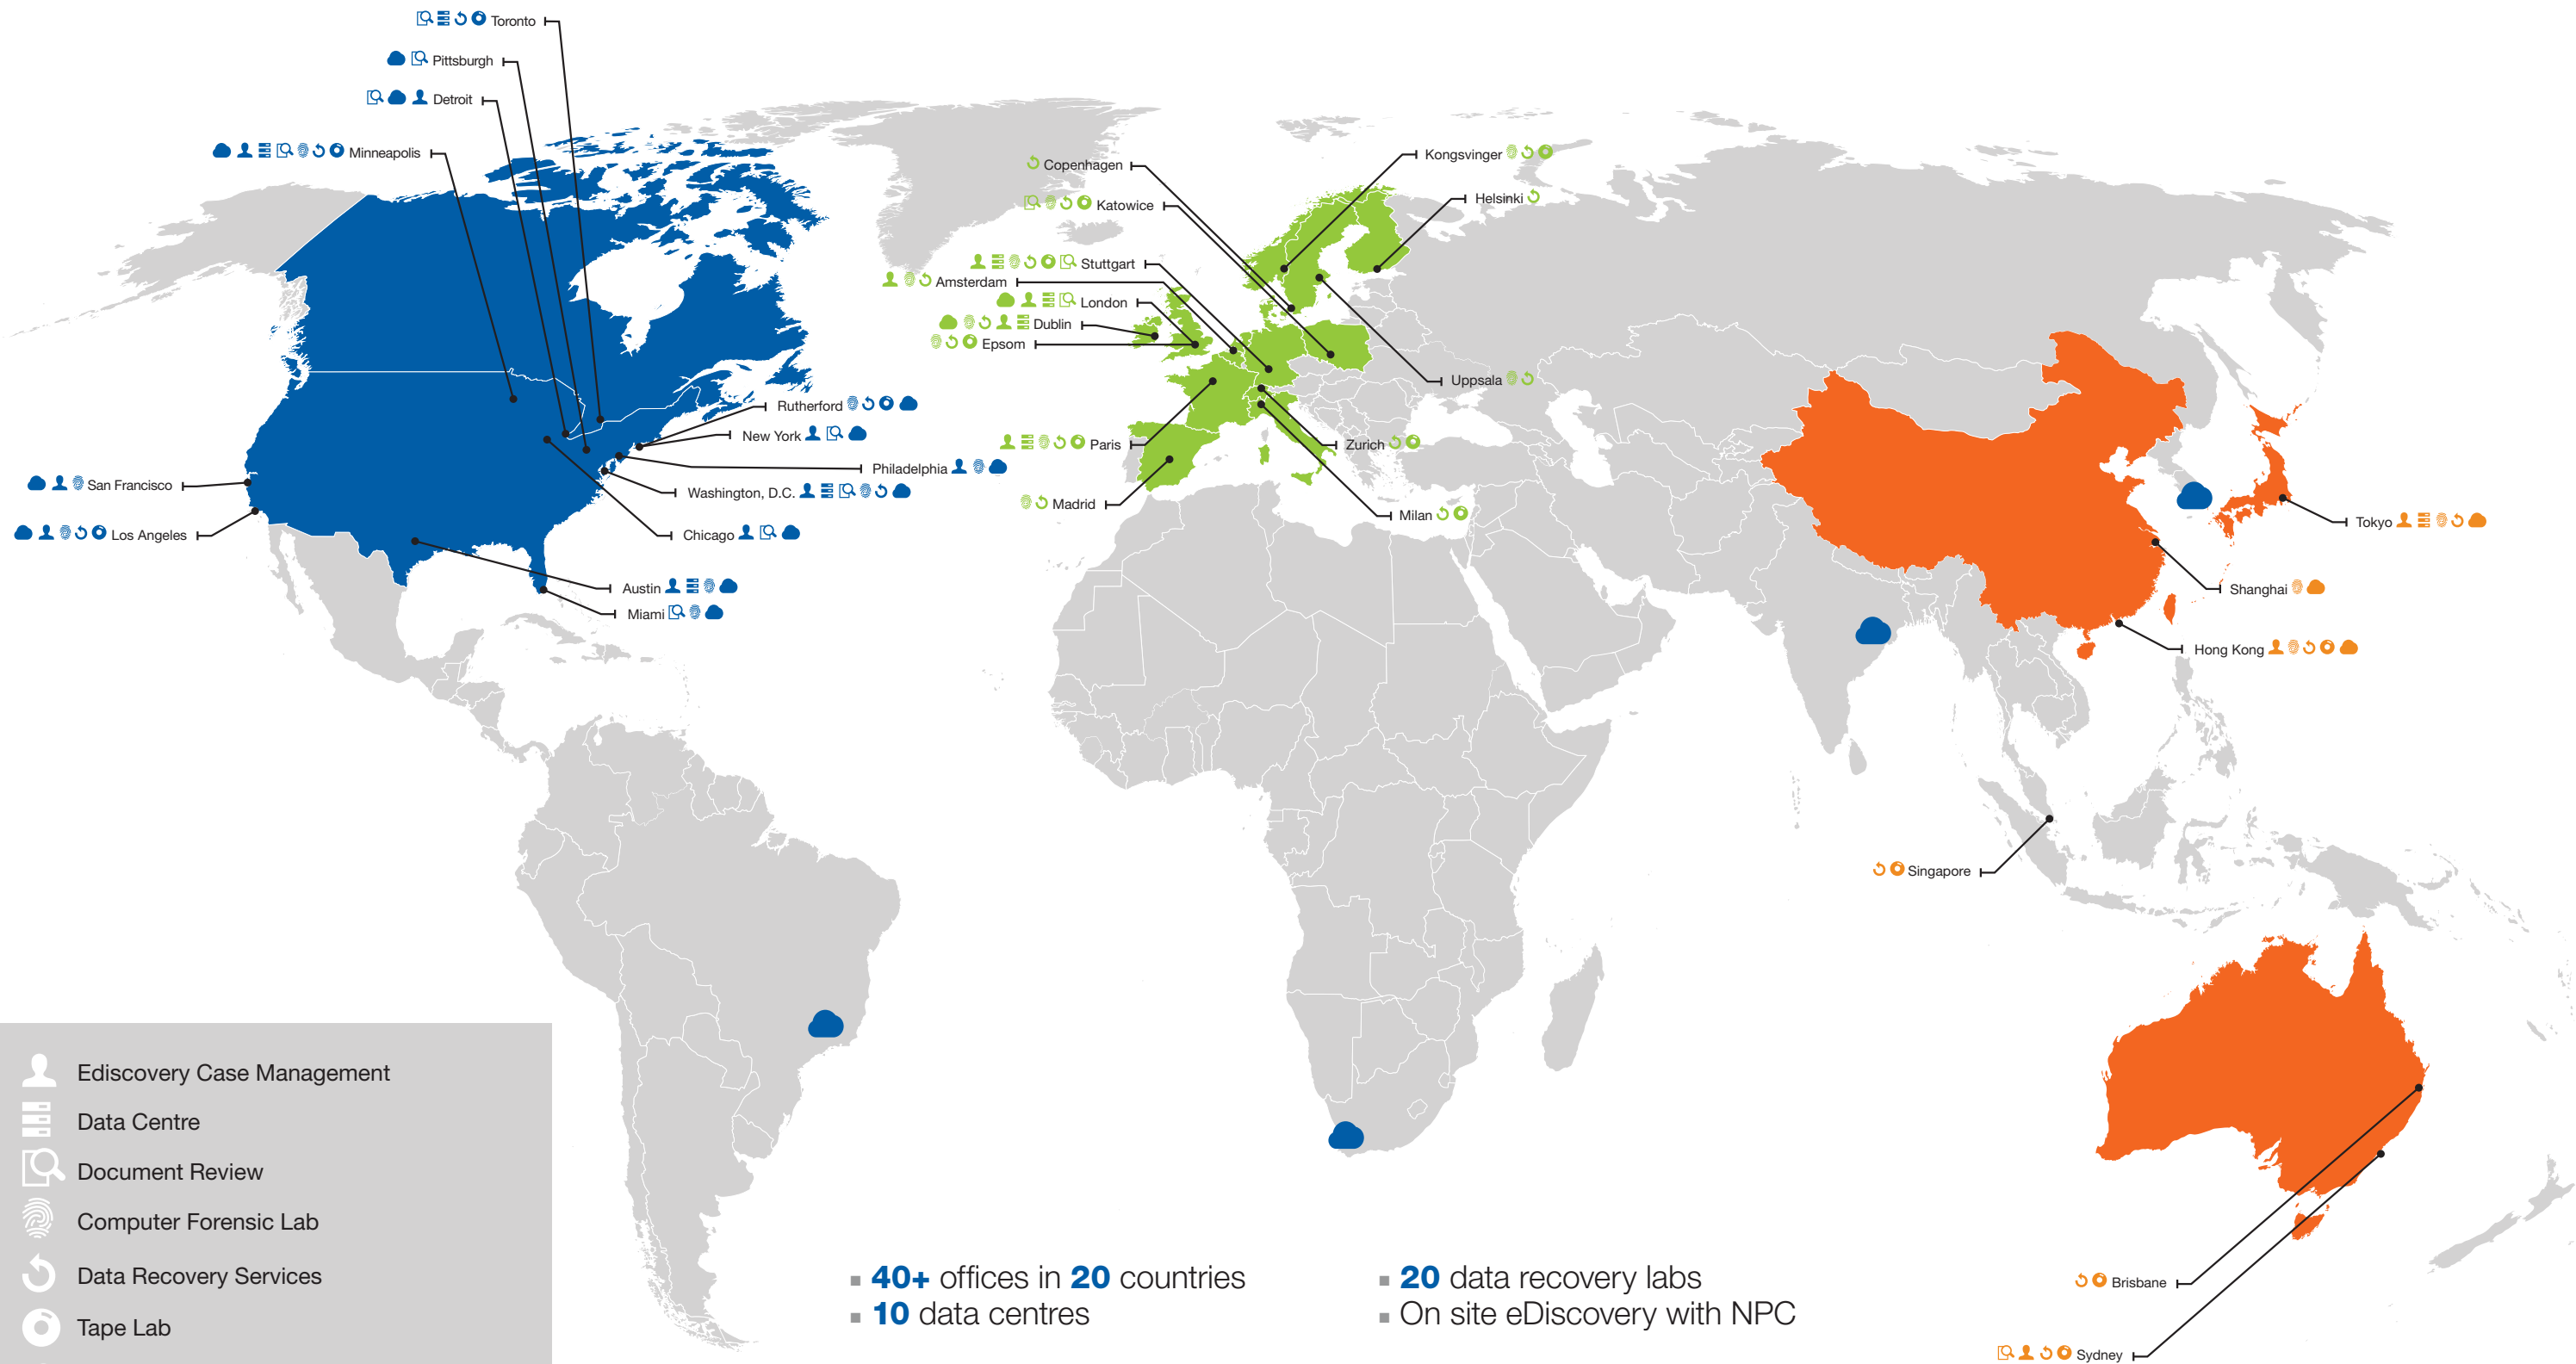 Toronto
Pittsburgh
Detroit
Minneapolis
Rutherford
New York
Philadelphia
Washington, D.C.
Chicago
San Francisco
Los Angeles
Austin
Miami
Copenhagen
Katowice
Stuttgart
Amsterdam
London
Dublin
Epsom
Paris
Madrid
Kongsvinger
Helsinki
Uppsala
Zurich
Milan
Tokyo
Shanghai
Hong Kong
Singapore
Brisbane
Sydney
Ediscovery Case Management
Data Centre
Document Review
Computer Forensic Lab
Data Recovery Services
Tape Lab
40+ offices in 20 countries
10 data centres
20 data recovery labs
On site eDiscovery with NPC